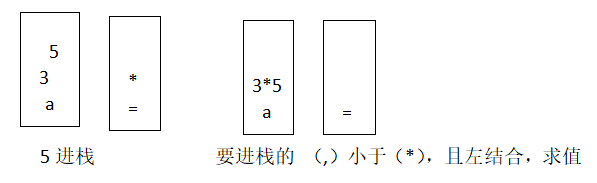 5
3 *
a =
3*5
a =
5 进栈
要进栈的 （,）小于（*），且左结合，求值